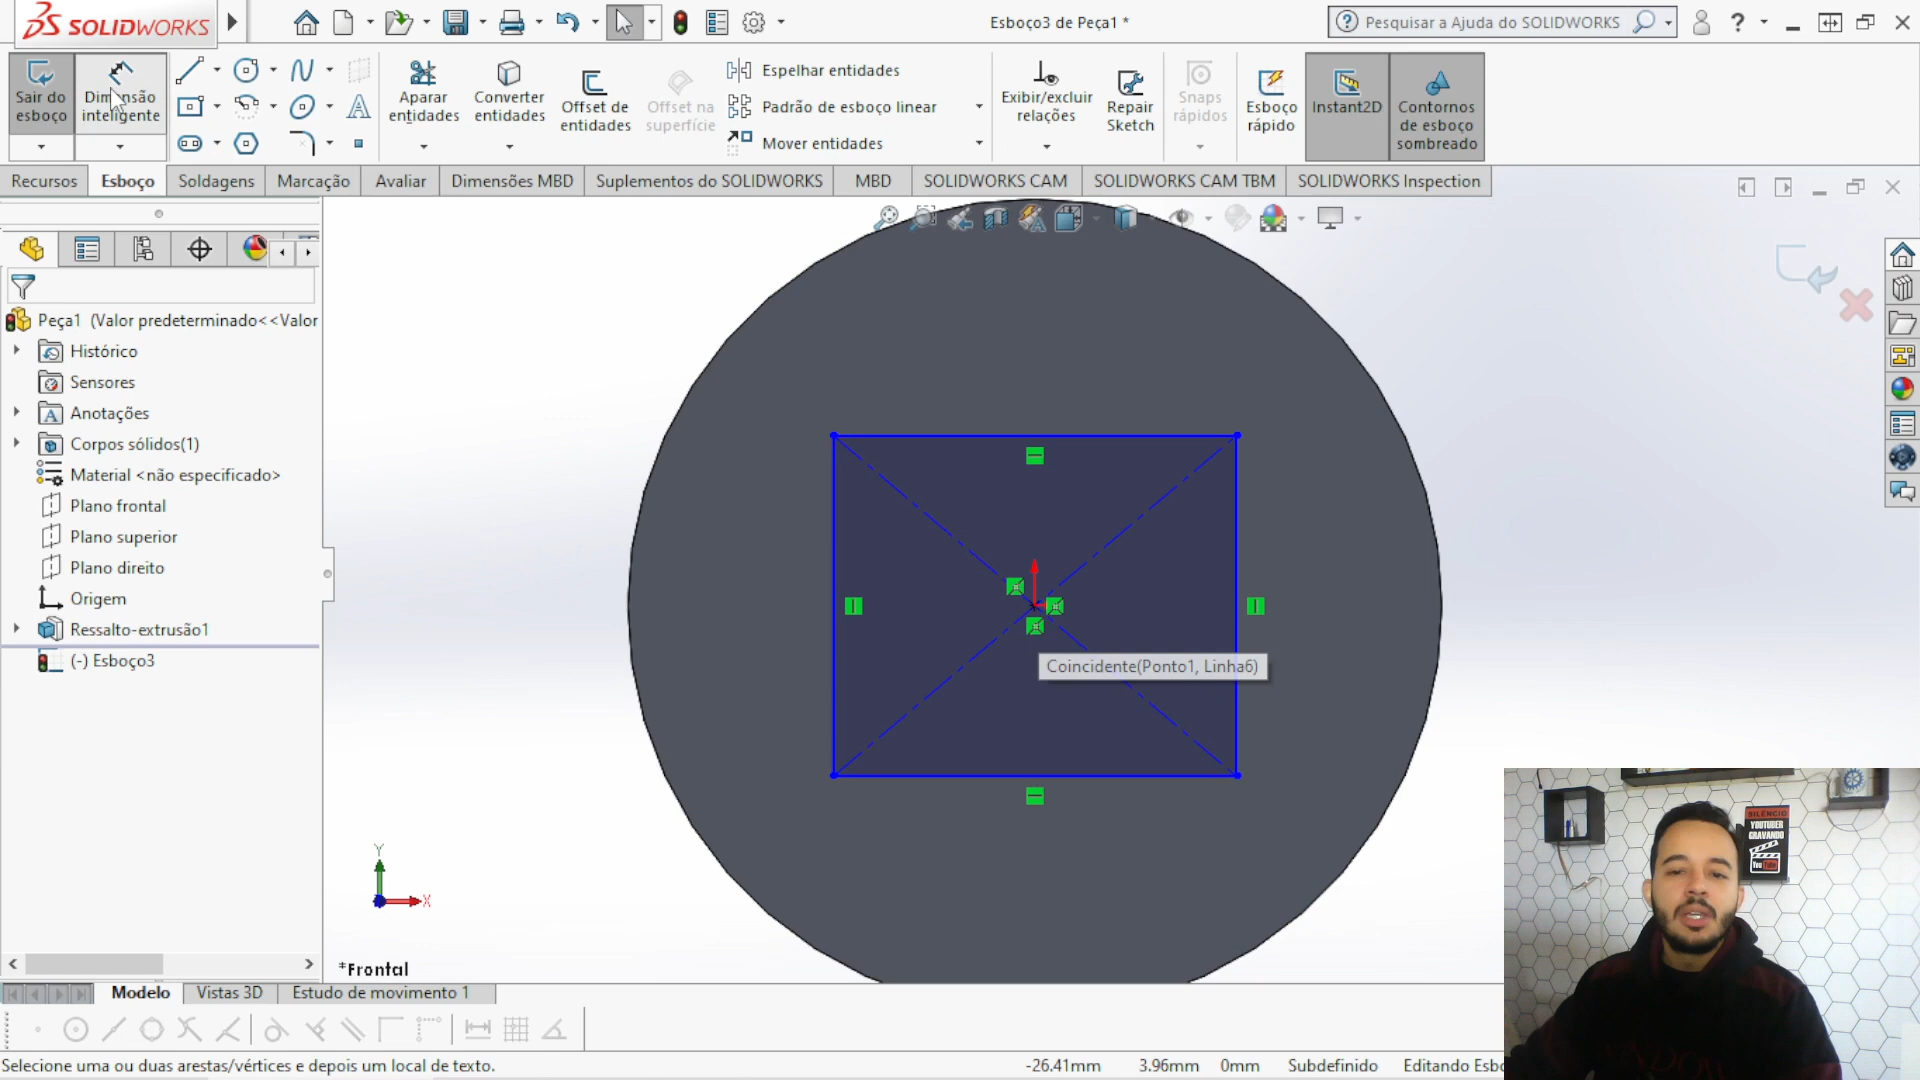 SOLIDWORKS
Esboço3 de Peça1 *
Pesquisar a Ajuda do SOLIDWORKS
Sair do esboço
Dimensão inteligente
Aparar entidades
Converter entidades
Offset de entidades
Offset na superfície
Espelhar entidades
Padrão de esboço linear
Mover entidades
Exibir/excluir relações
Repair Sketch
Snaps rápidos
Esboço rápido
Instant2D
Contornos de esboço sombreado
Recursos
Esboço
Soldagens
Marcação
Avaliar
Dimensões MBD
Suplementos do SOLIDWORKS
MBD
SOLIDWORKS CAM
SOLIDWORKS CAM TBM
SOLIDWORKS Inspection
Peça1 (Valor predeterminado<<Valor
Histórico
Sensores
Anotações
Corpos sólidos(1)
Material <não especificado>
Plano frontal
Plano superior
Plano direito
Origem
Ressalto-extrusão1
(-) Esboço3
Coincidente(Ponto1, Linha6)
Y
X
*Frontal
SILÊNCIO
YOUTUBER
GRAVANDO
You Tube
Modelo
Vistas 3D
Estudo de movimento 1
Selecione uma ou duas arestas/vértices e depois um local de texto.
-26.41mm
3.96mm
0mm
Subdefinido
Editando Esbo